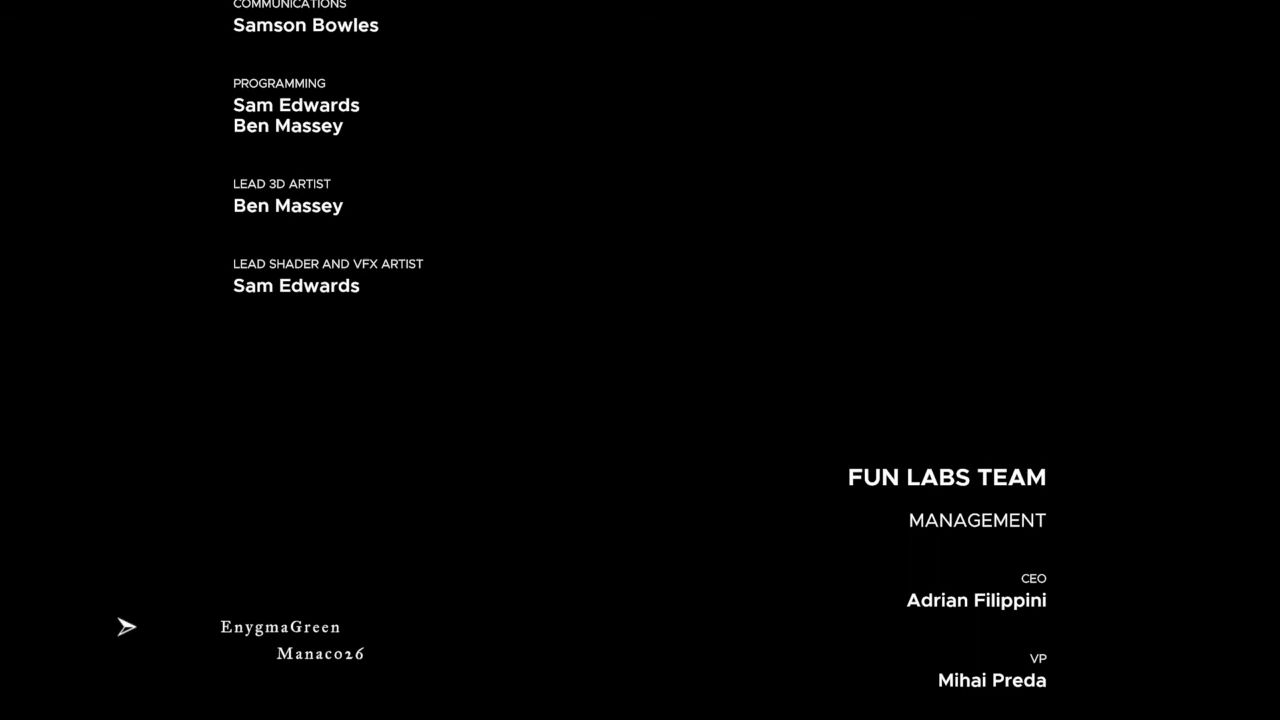 COMMUNICATIONS
Samson Bowles
PROGRAMMING
Sam Edwards
Ben Massey
LEAD 3D ARTIST
Ben Massey
LEAD SHADER AND VFX ARTIST
Sam Edwards
FUN LABS TEAM
MANAGEMENT
CEO
Adrian Filippini
VP
Mihai Preda
EnygmaGreen
Manaco26